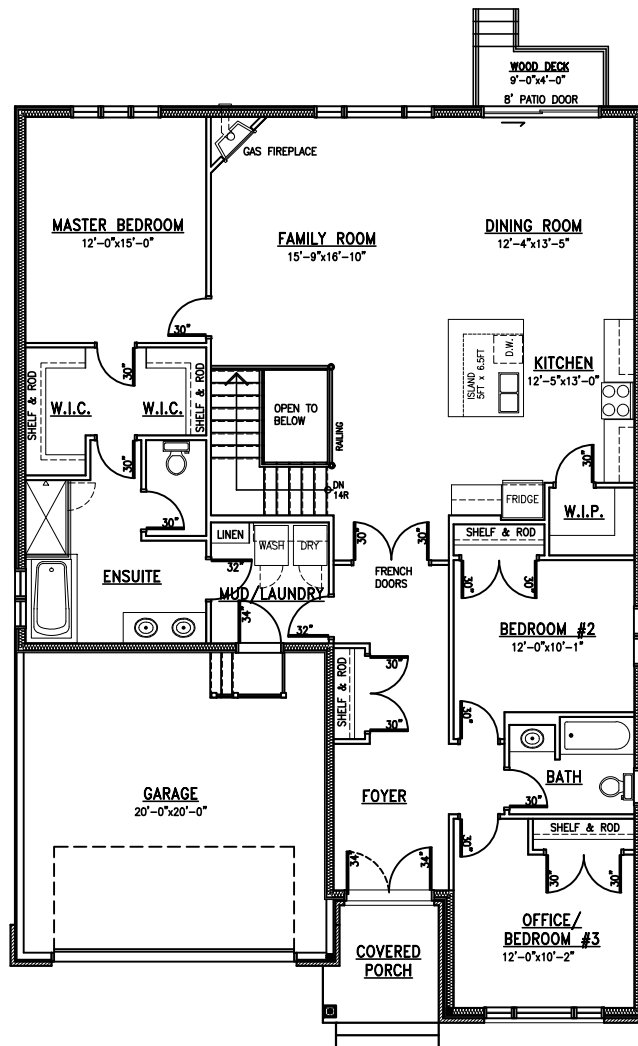 WOOD DECK
9'-0"x4'-0"
8' PATIO DOOR
GAS FIREPLACE
MASTER BEDROOM
12'-0"x15'-0"
FAMILY ROOM
15'-9"x16'-10"
DINING ROOM
12'-4"x13'-5"
30"
ISLAND
5FT x 6.5FT
D.W.
KITCHEN
12'-5"x13'-0"
SHELF & ROD
W.I.C.
30"
W.I.C.
SHELF & ROD
OPEN TO
BELOW
RAILING
30"
30"
DN
14R
FRIDGE
30"
W.I.P.
LINEN
WASH
DRY
30"
30"
FRENCH
DOORS
SHELF & ROD
30"
30"
ENSUITE
32"
MUD/LAUNDRY
34"
32"
BEDROOM #2
12'-0"x10'-1"
SHELF & ROD
30"
30"
30"
GARAGE
20'-0"x20'-0"
FOYER
BATH
30"
30"
SHELF & ROD
30"
30"
34"
34"
OFFICE/
BEDROOM #3
12'-0"x10'-2"
COVERED
PORCH